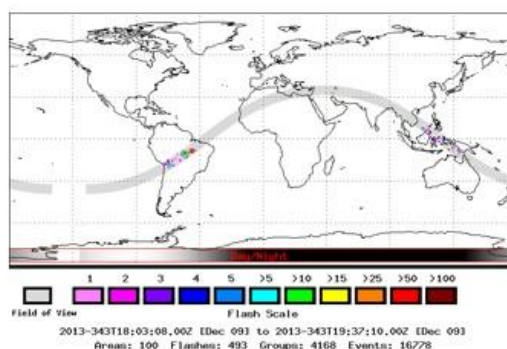 Day/Night
1 2 3 4 5 >5 >10 >15 >25 >50 >100
Field of View Flash Scale
2013-343T18:03:08.00Z [Dec 09] to 2013-343T19:37:10.00Z [Dec 09]
Areas: 100 Flashes: 493 Groups: 4168 Events: 16778